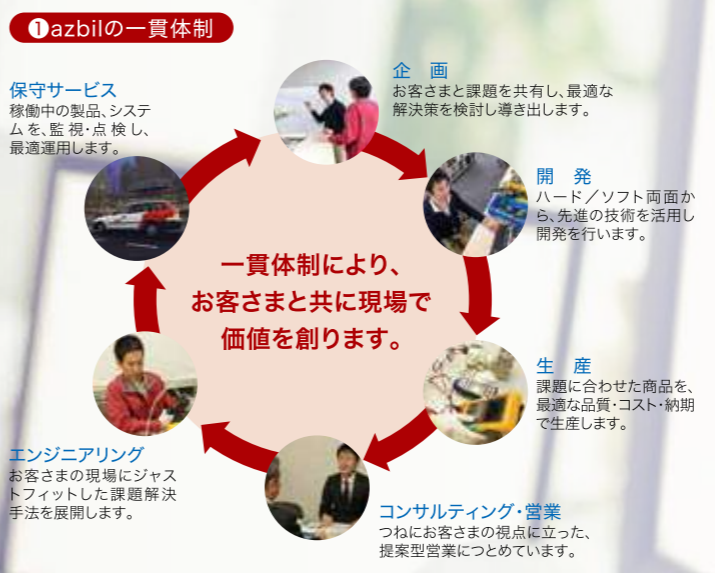 ❶azbilの一貫体制
企　画
お客さまと課題を共有し、最適な
解決策を検討し導き出します。
開　発
ハード／ソフト両面か
ら、先進の技術を活用し
開発を行います。
生　産
課題に合わせた商品を、
最適な品質・コスト・納期
で生産します。
コンサルティング・営業
つねにお客さまの視点に立った、
提案型営業につとめています。
エンジニアリング
お客さまの現場にジャス
トフィットした課題解決
手法を展開します。
保守サービス
稼働中の製品、システ
ムを、監視・点検し、
最適運用します。
一貫体制により、
お客さまと共に現場で
価値を創ります。